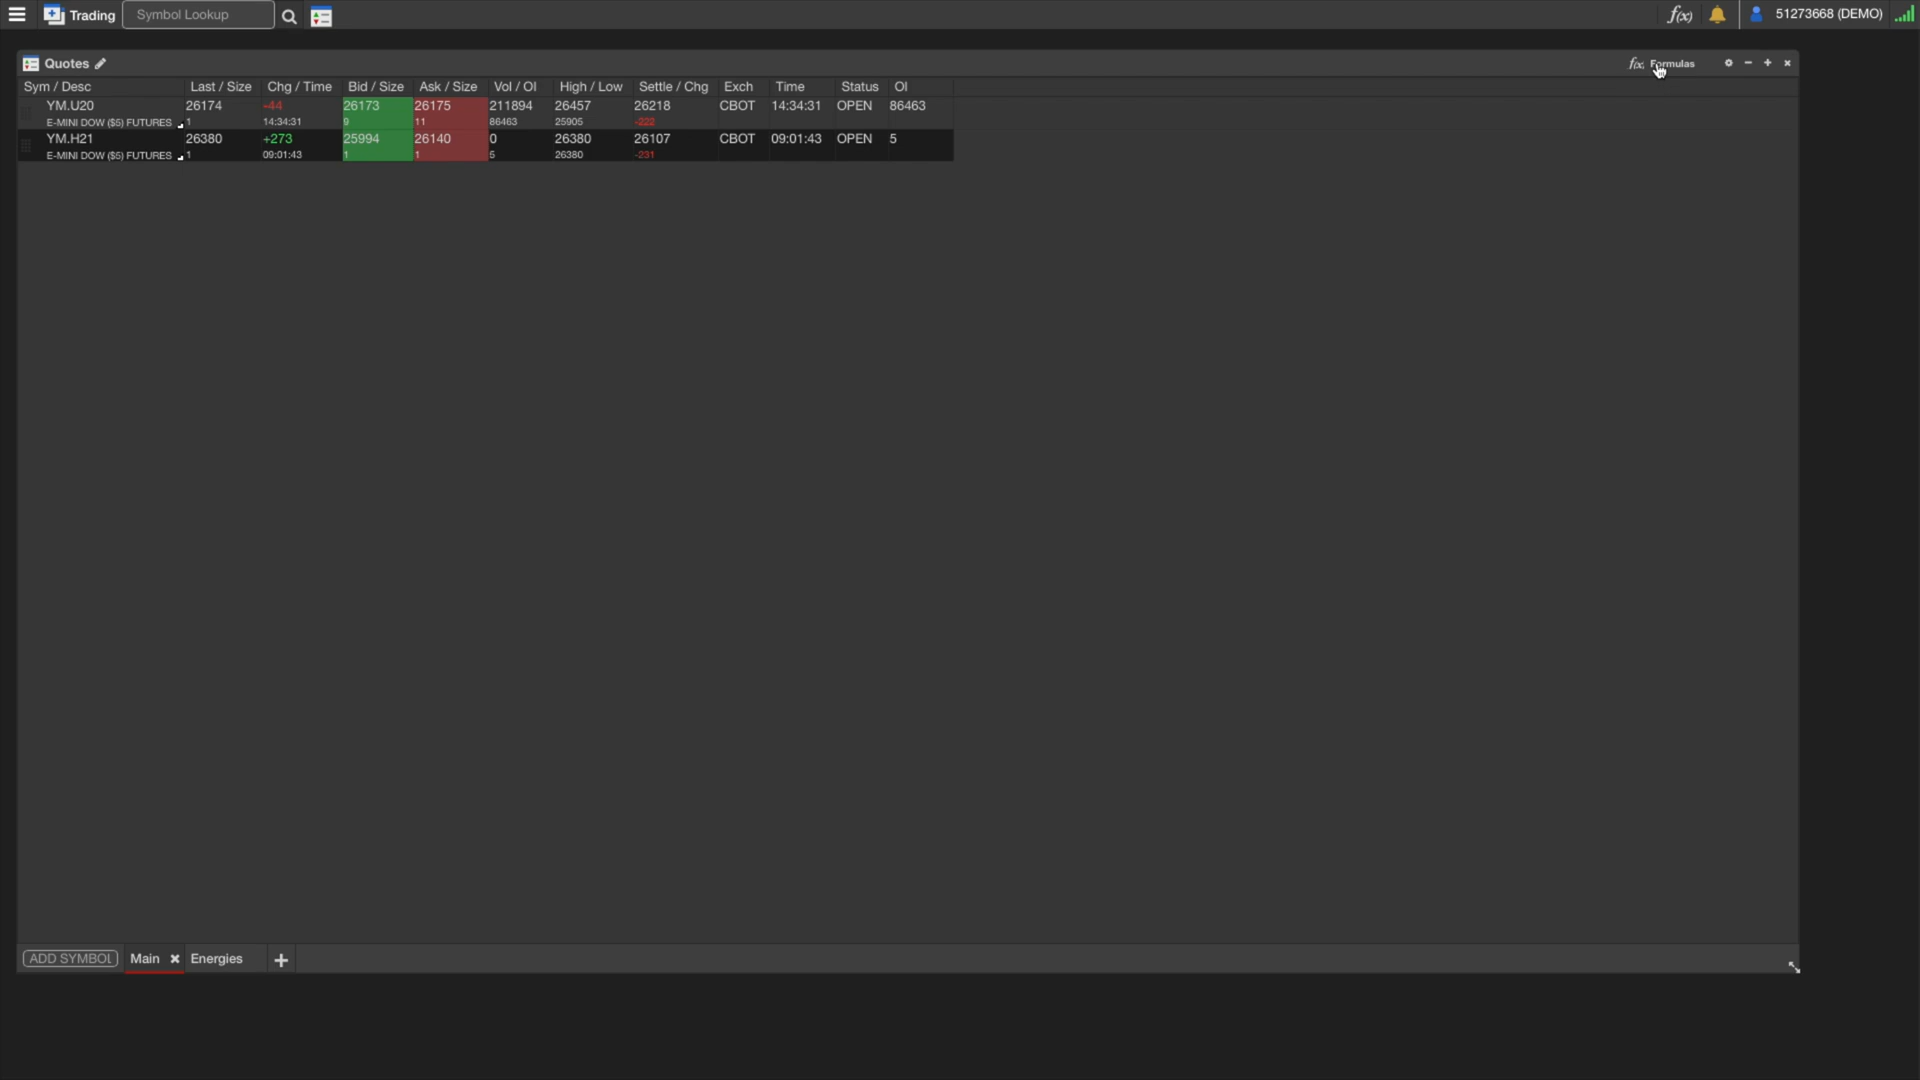 Trading Symbol Lookup f(x) 51273668 (DEMO)
Quotes f(x) Formulas
Sym / Desc Last / Size Chg / Time Bid / Size Ask / Size Vol / OI High / Low Settle / Chg Exch Time Status OI
YM.U20 26174 -44 26173 26175 211894 26457 26218 CBOT 14:34:31 OPEN 86463
E-MINI DOW ($5) FUTURES 1 14:34:31 9 11 86463 25905 -222
YM.H21 26380 +273 25994 26140 0 26380 26107 CBOT 09:01:43 OPEN 5
E-MINI DOW ($5) FUTURES 1 09:01:43 1 1 5 26380 -231
ADD SYMBOL Main Energies